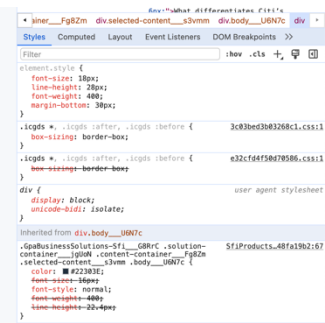 6px;">What differentiates Citi's
ainer___Fg8Zm div.selected-content___s3vmm div.body___U6N7c div
Styles Computed Layout Event Listeners DOM Breakpoints
Filter :hov .cls
element.style {
font-size: 18px;
line-height: 28px;
font-weight: 400;
margin-bottom: 30px;
}
.icgds *, .icgds :after, .icgds :before { 3c03bed3b03268c1.css:1
box-sizing: border-box;
}
.icgds *, .icgds :after, .icgds :before { e32cfd4f50d70586.css:1
box-sizing: border-box;
}
div { user agent stylesheet
display: block;
unicode-bidi: isolate;
}
Inherited from div.body___U6N7c
.GpaBusinessSolutions-Sfi___G8RrC .solution- SfiProducts…48fa19b2:67
container___jgUoN .content-container___Fg8Zm
.selected-content___s3vmm .body___U6N7c {
color: #22303E;
font-size: 16px;
font-style: normal;
font-weight: 400;
line-height: 22.4px;
}